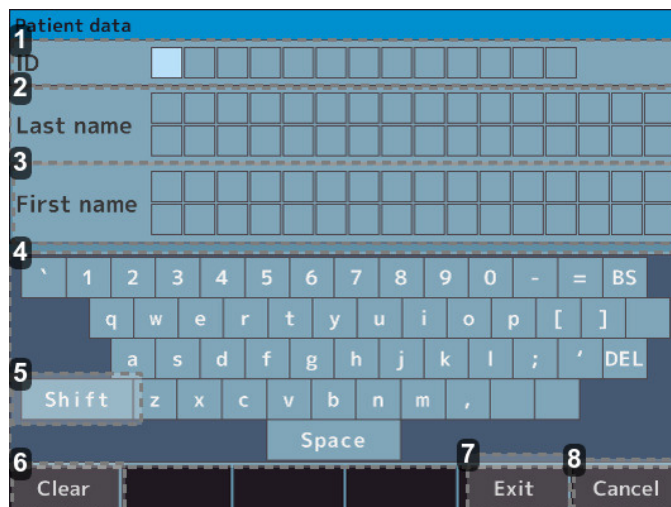 Patient data
1
ID
2
Last name
3
First name
4
` 1 2 3 4 5 6 7 8 9 0 - = BS
q w e r t y u i o p [ ]
a s d f g h j k l ; ‘ DEL
5
Shift z x c v b n m ,
Space
6 7 8
Clear Exit Cancel